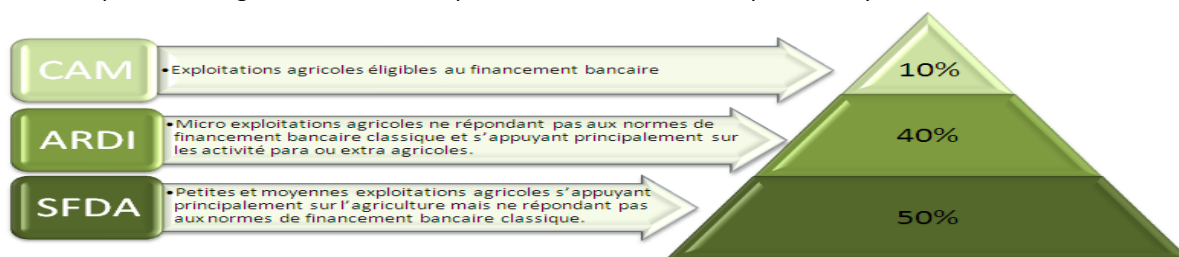 CAM
•Exploitations agricoles éligibles au financement bancaire
10%
ARDI
•Micro exploitations agricoles ne répondant pas aux normes de
financement bancaire classique et s’appuyant principalement sur
les activité para ou extra agricoles.
40%
SFDA
•Petites et moyennes exploitations agricoles s’appuyant
principalement sur l’agriculture mais ne répondant pas
aux normes de financement bancaire classique.
50%